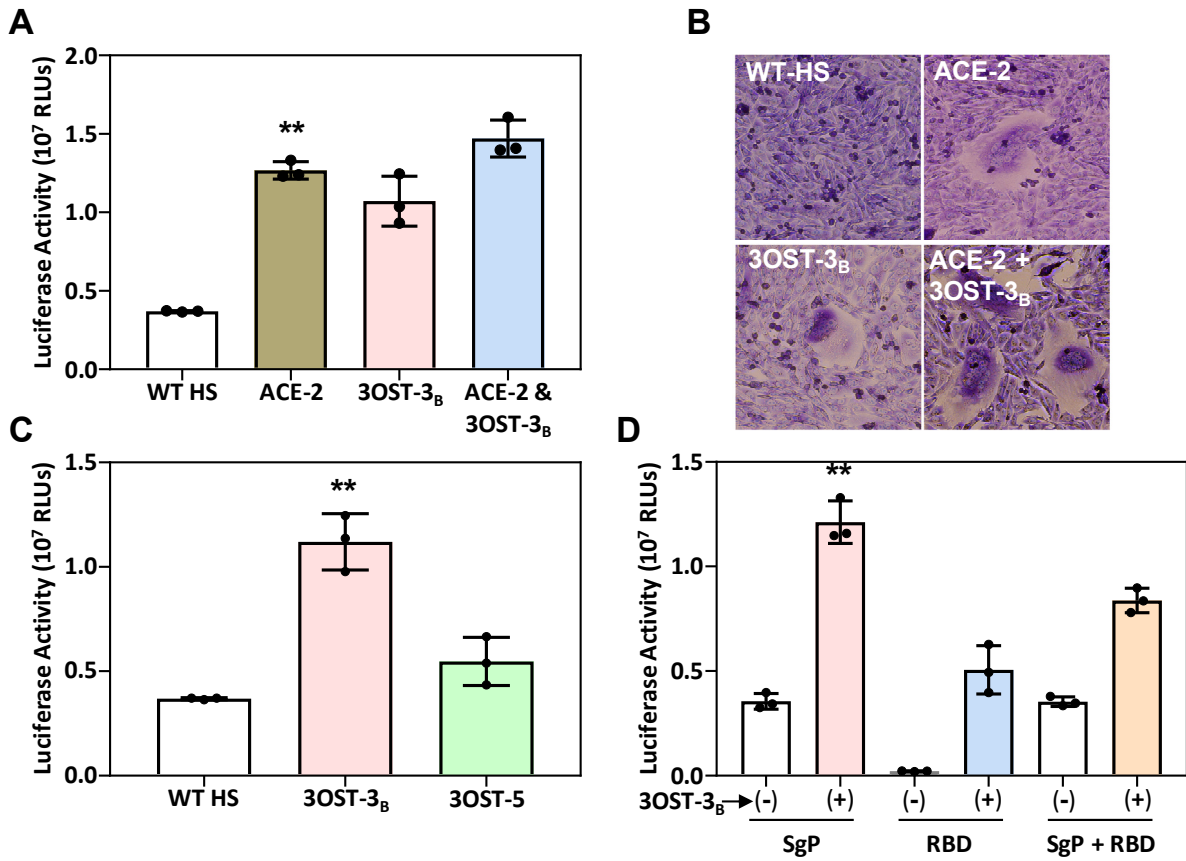 A
Luciferase Activity (10⁷ RLUs)
2.0
1.5
1.0
0.5
0.0
**
WT HS
ACE-2
3OST-3B
ACE-2 &
3OST-3B
B
WT-HS
ACE-2
3OST-3B
ACE-2 +
3OST-3B
C
Luciferase Activity (10⁷ RLUs)
1.5
1.0
0.5
0.0
**
WT HS
3OST-3B
3OST-5
D
Luciferase Activity (10⁷ RLUs)
1.5
1.0
0.5
0.0
**
3OST-3B (-) (+) (-) (+) (-) (+)
SgP
RBD
SgP + RBD